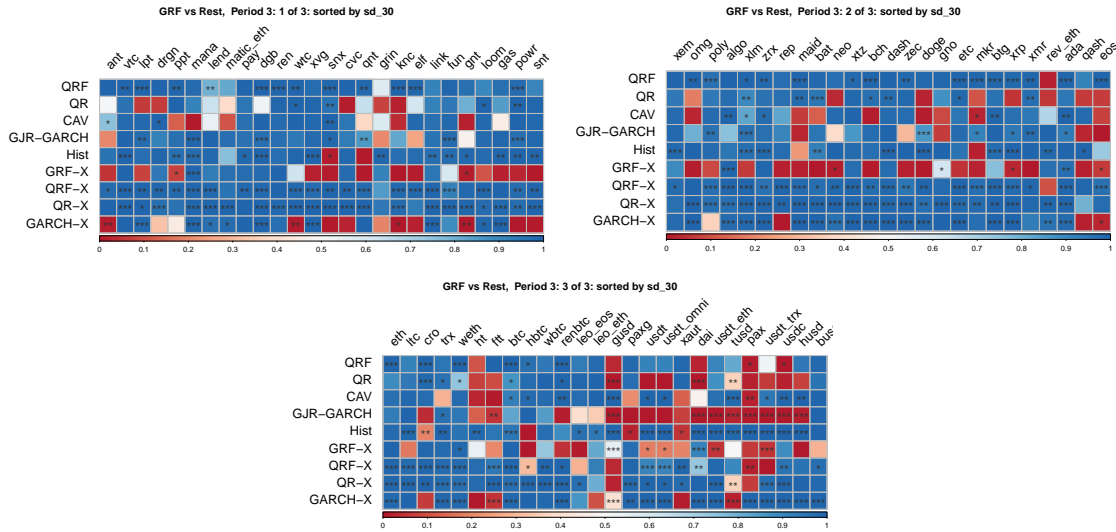 GRF vs Rest, Period 3: 1 of 3: sorted by sd_30
ant vtc lpt drgn ppt mana lend matic_eth pay dgb ren wtc xvg snx cvc qnt grin knc elf link fun gnt loom gas powr snt
QRF
QR
CAV
GJR−GARCH
Hist
GRF−X
QRF−X
QR−X
GARCH−X
0 0.1 0.2 0.3 0.4 0.5 0.6 0.7 0.8 0.9 1
GRF vs Rest, Period 3: 2 of 3: sorted by sd_30
xem omg poly algo xlm zrx rep maid bat neo xtz bch dash zec doge gno etc mkr btg xrp xmr rev_eth ada qash eos
QRF
QR
CAV
GJR−GARCH
Hist
GRF−X
QRF−X
QR−X
GARCH−X
0 0.1 0.2 0.3 0.4 0.5 0.6 0.7 0.8 0.9 1
GRF vs Rest, Period 3: 3 of 3: sorted by sd_30
eth ltc cro trx weth ht ftt btc hbtc wbtc renbtc leo_eos leo_eth gusd paxg usdt usdt_omni xaut dai usdt_eth tusd pax usdt_trx usdc husd bus
QRF
QR
CAV
GJR−GARCH
Hist
GRF−X
QRF−X
QR−X
GARCH−X
0 0.1 0.2 0.3 0.4 0.5 0.6 0.7 0.8 0.9 1